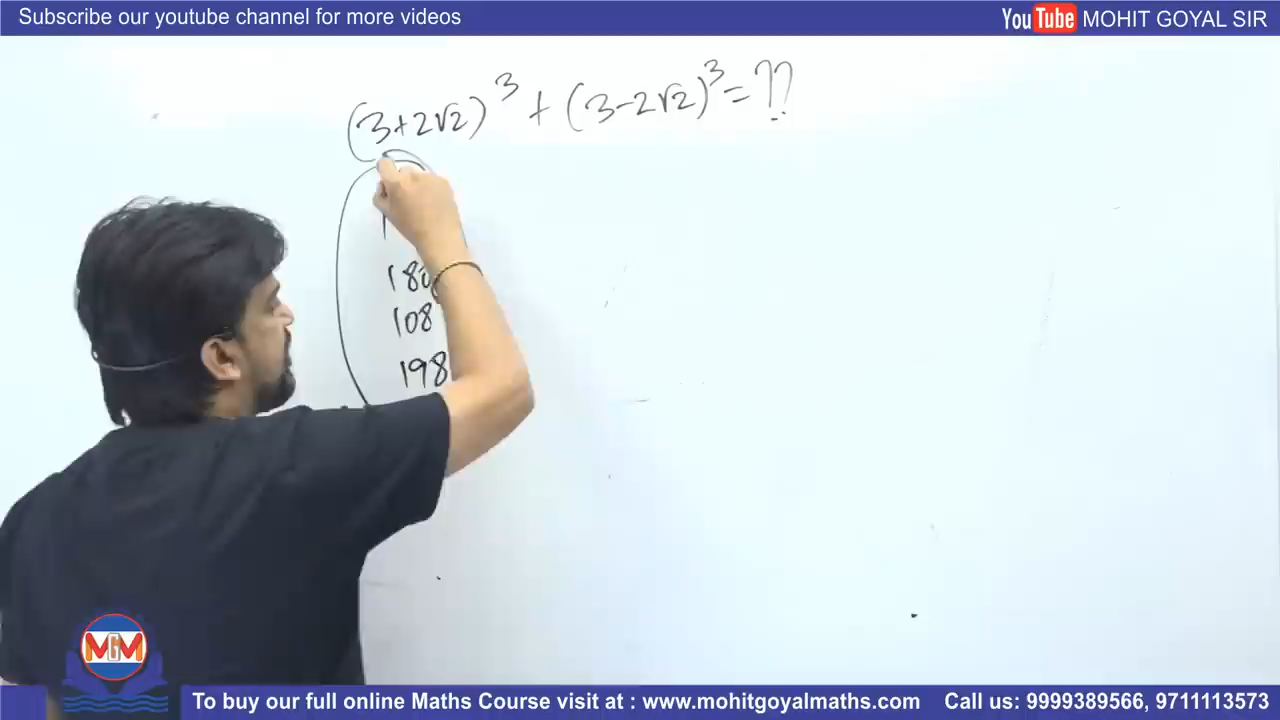 Subscribe our youtube channel for more videos
YouTube MOHIT GOYAL SIR
(3+2√2)³ + (3-2√2)³ = ??
108
198
MGM
To buy our full online Maths Course visit at : www.mohitgoyalmaths.com Call us: 9999389566, 9711113573